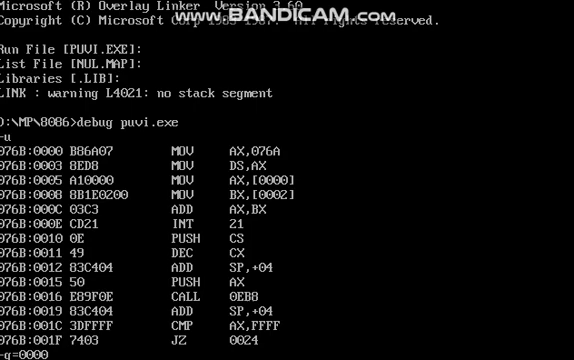 Microsoft (R) Overlay Linker  Version 3.60
www.BANDICAM.com
Copyright (C) Microsoft Corp 1983-1987.  All rights reserved.
Run File [PUVI.EXE]:
List File [NUL.MAP]:
Libraries [.LIB]:
LINK : warning L4021: no stack segment
D:\MP\8086>debug puvi.exe
-u
076B:0000 B86A07        MOV     AX,076A
076B:0003 8ED8          MOV     DS,AX
076B:0005 A10000        MOV     AX,[0000]
076B:0008 8B1E0200      MOV     BX,[0002]
076B:000C 03C3          ADD     AX,BX
076B:000E CD21          INT     21
076B:0010 0E            PUSH    CS
076B:0011 49            DEC     CX
076B:0012 83C404        ADD     SP,+04
076B:0015 50            PUSH    AX
076B:0016 E89F0E        CALL    0EB8
076B:0019 83C404        ADD     SP,+04
076B:001C 3DFFFF        CMP     AX,FFFF
076B:001F 7403          JZ      0024
-g=0000